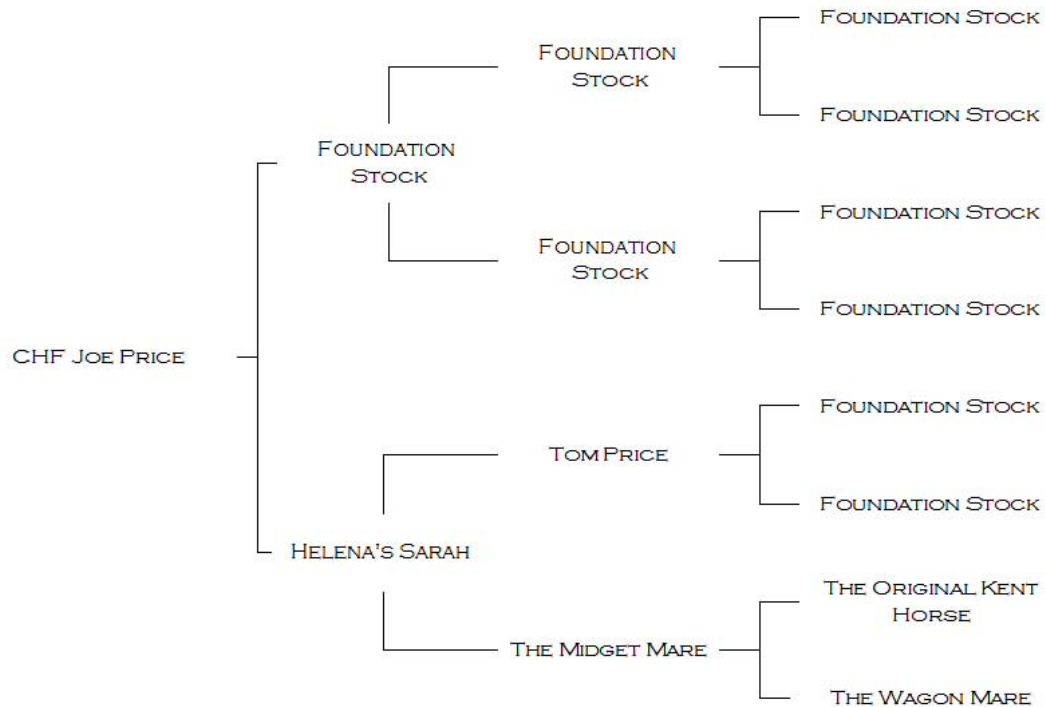 Foundation Stock
Foundation
Stock
Foundation Stock
Foundation
Stock
Foundation Stock
Foundation
Stock
Foundation Stock
CHF Joe Price
Foundation Stock
Tom Price
Foundation Stock
Helena's Sarah
The Original Kent
Horse
The Midget Mare
The Wagon Mare